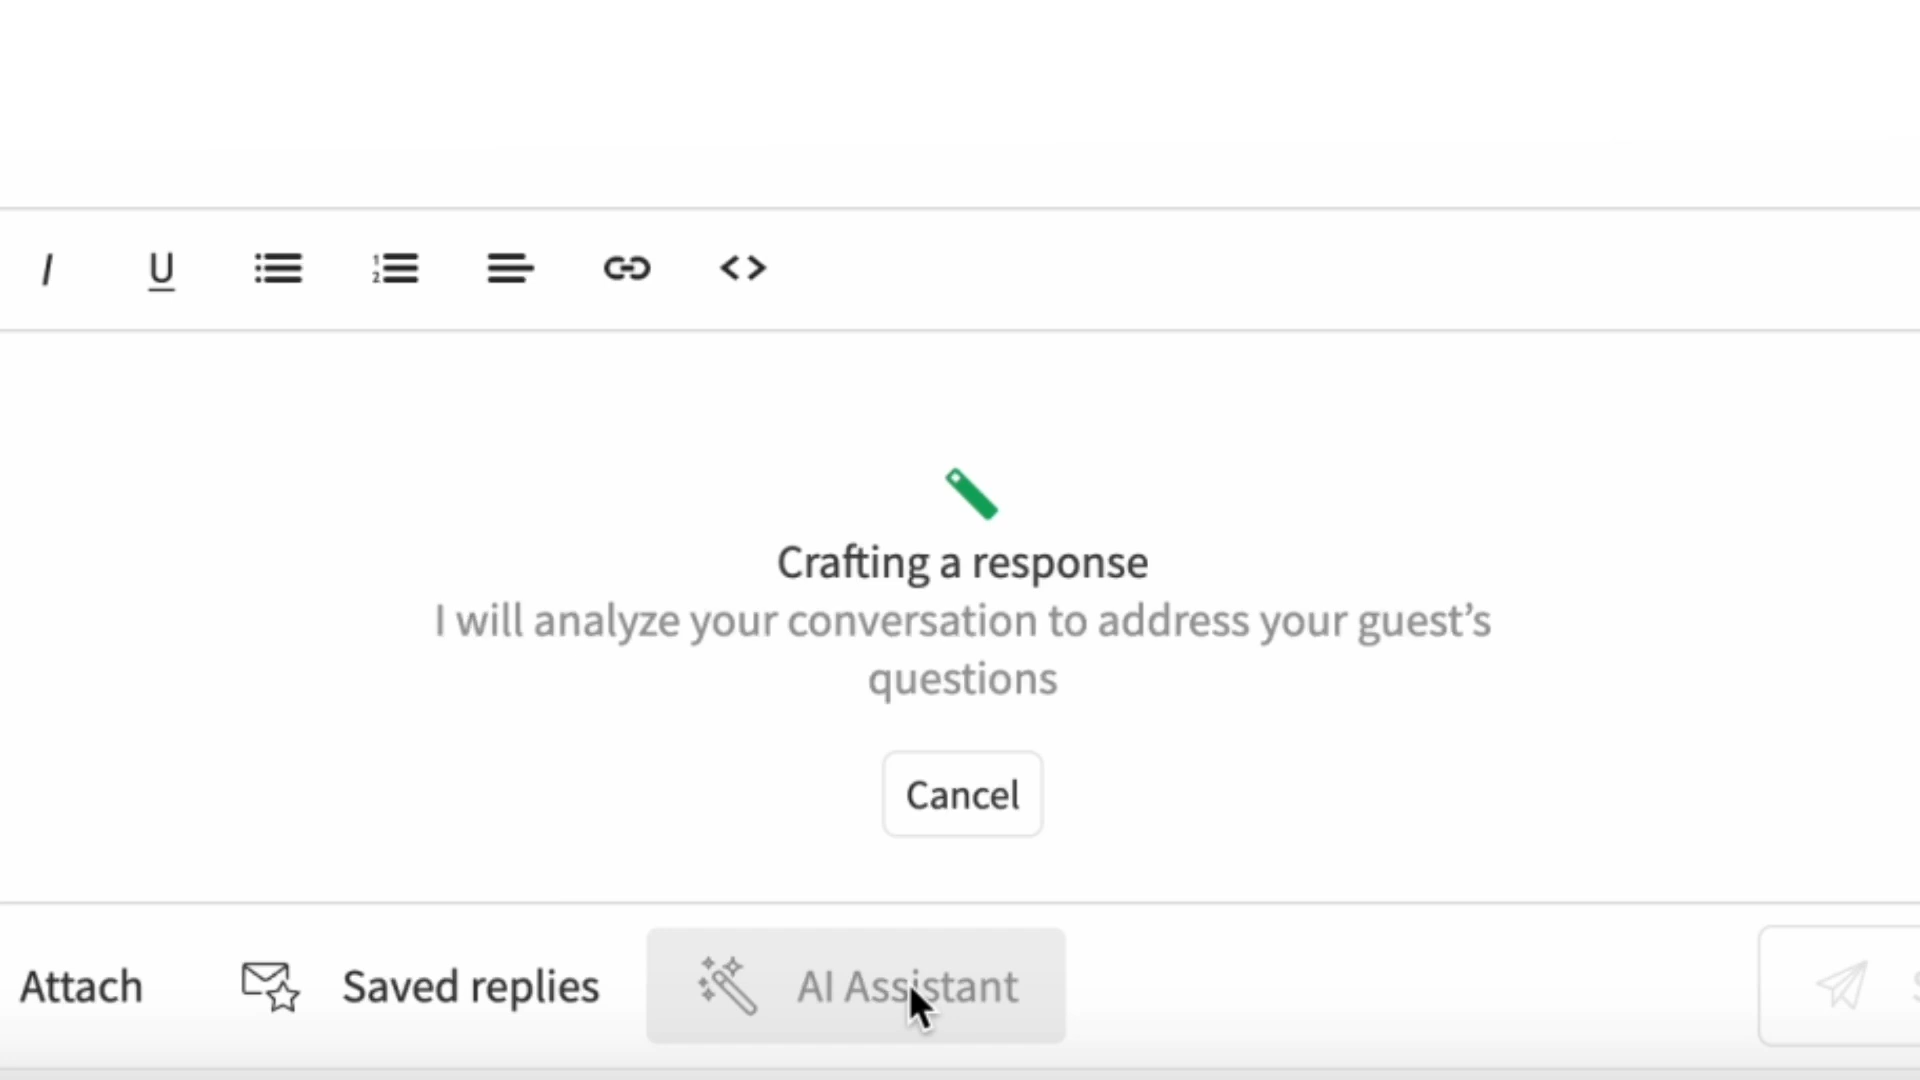 I U
Crafting a response
I will analyze your conversation to address your guest’s
questions
Cancel
Attach Saved replies AI Assistant